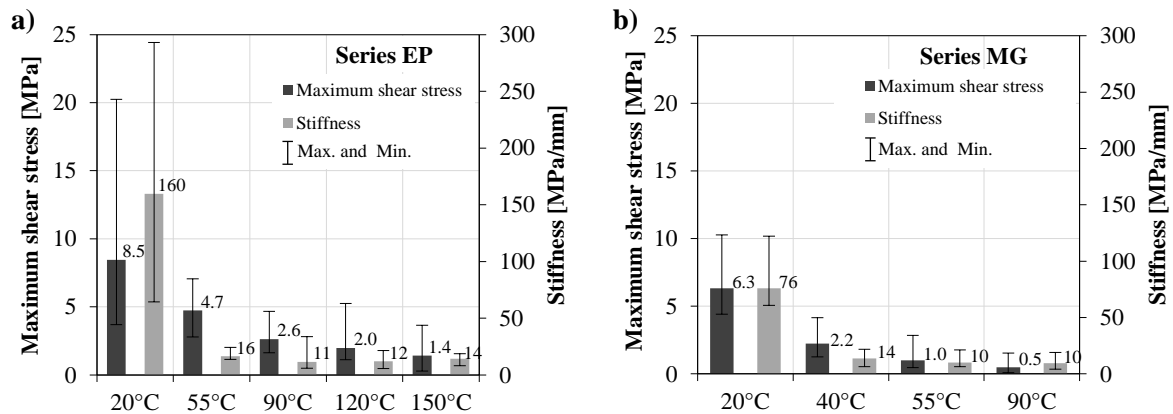 a)
Series EP
Maximum shear stress
Stiffness
Max. and Min.
Maximum shear stress [MPa]
25
20
15
10
5
0
8.5
160
4.7
16
2.6
11
2.0
12
1.4
14
20°C 55°C 90°C 120°C 150°C
300
250
200
150
100
50
0
Stiffness [MPa/mm]
b)
Series MG
Maximum shear stress
Stiffness
Max. and Min.
Maximum shear stress [MPa]
25
20
15
10
5
0
6.3
76
2.2
14
1.0
10
0.5
10
20°C 40°C 55°C 90°C
300
250
200
150
100
50
0
Stiffness [MPa/mm]